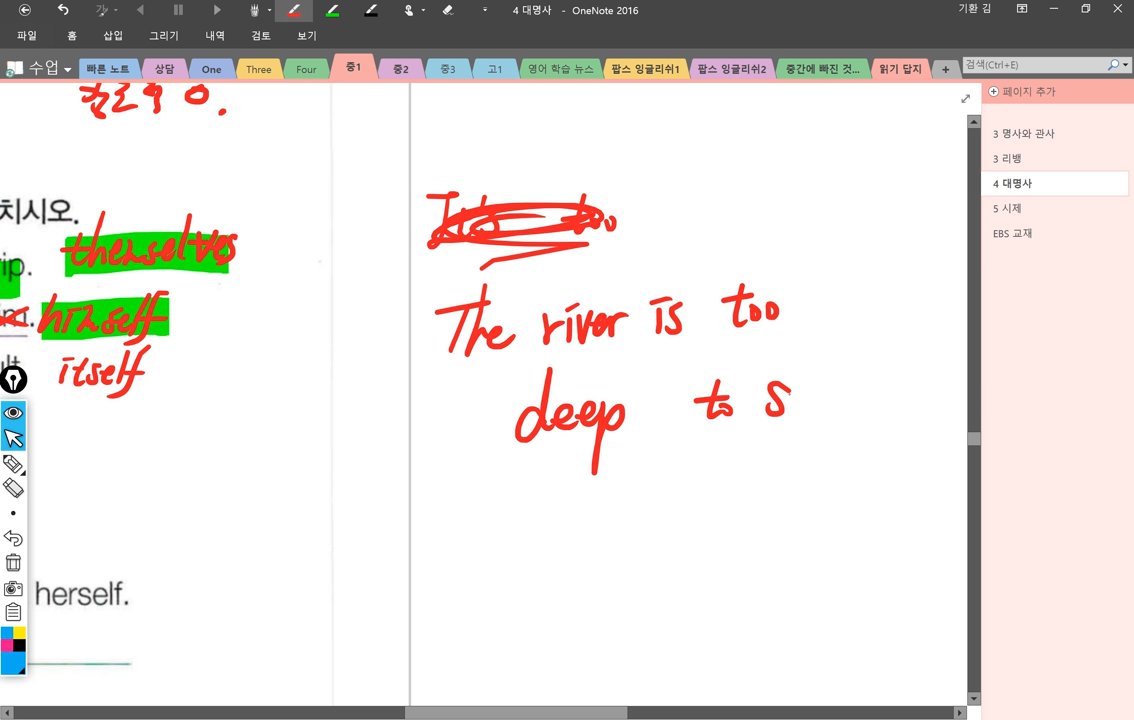 4 대명사 - OneNote 2016
기환 김
파일 홈 삽입 그리기 내역 검토 보기
수업 빠른 노트 상담 One Three Four 중1 중2 중3 고1 영어 학습 뉴스 팝스 잉글리쉬1 팝스 잉글리쉬2 중간에 빠진 것... 읽기 답지 + 검색(Ctrl+E)
페이지 추가
3 명사와 관사
3 리뱅
4 대명사
5 시제
EBS 교재
치시오.
ip. themselves
himself
itself
herself.
The river is too
deep to s